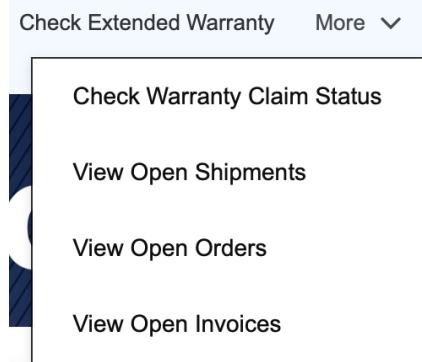 Check Extended Warranty More
Check Warranty Claim Status
View Open Shipments
View Open Orders
View Open Invoices